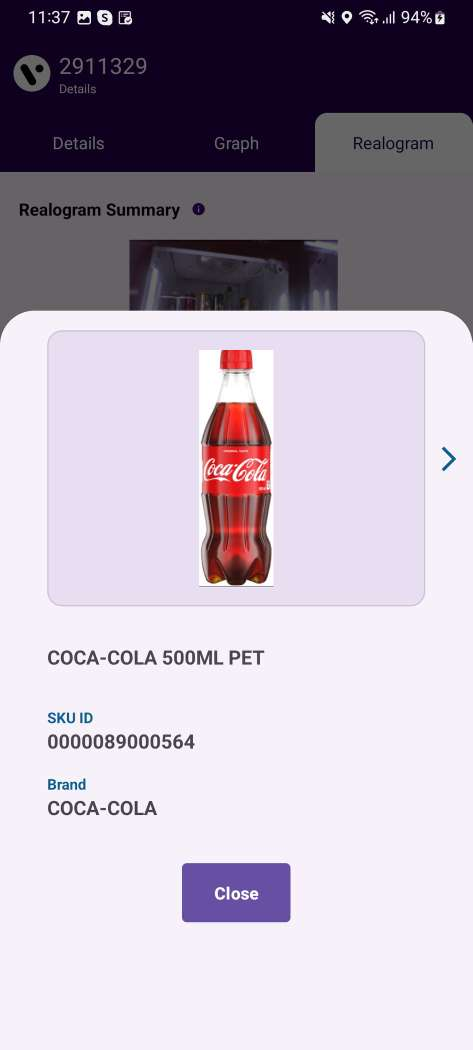 11:37
94%
2911329
Details
Details
Graph
Realogram
Realogram Summary
Coca-Cola
COCA-COLA 500ML PET
SKU ID
0000089000564
Brand
COCA-COLA
Close